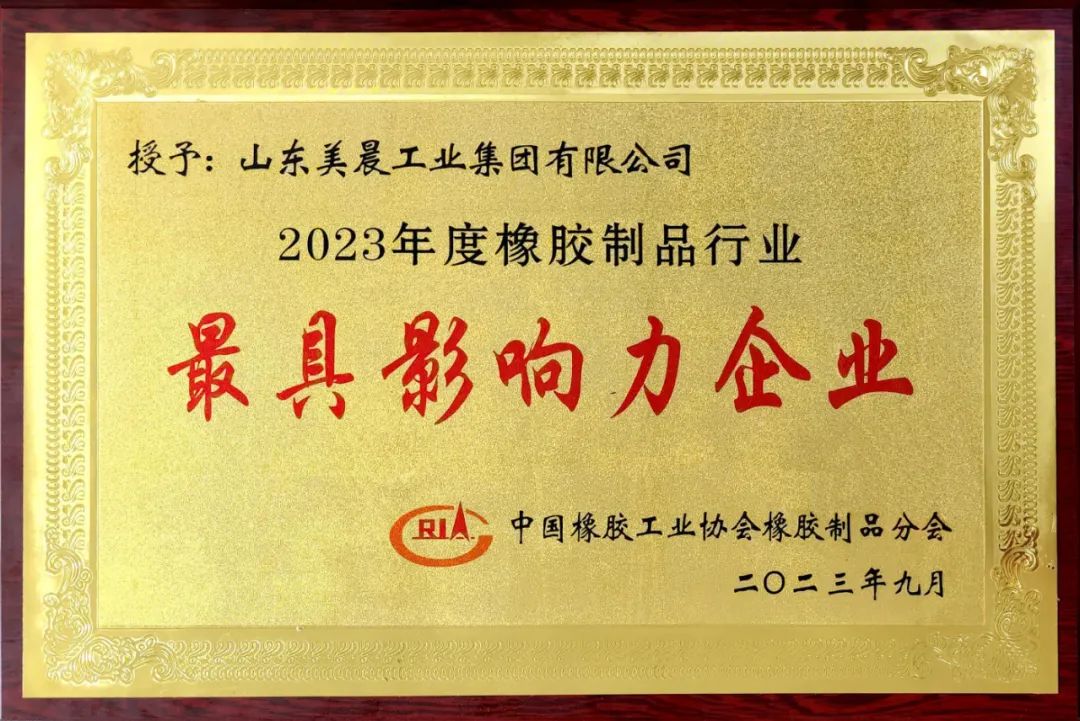 授予：山东美晨工业集团有限公司
2023年度橡胶制品行业
最具影响力企业
CRIA 中国橡胶工业协会橡胶制品分会
二〇二三年九月